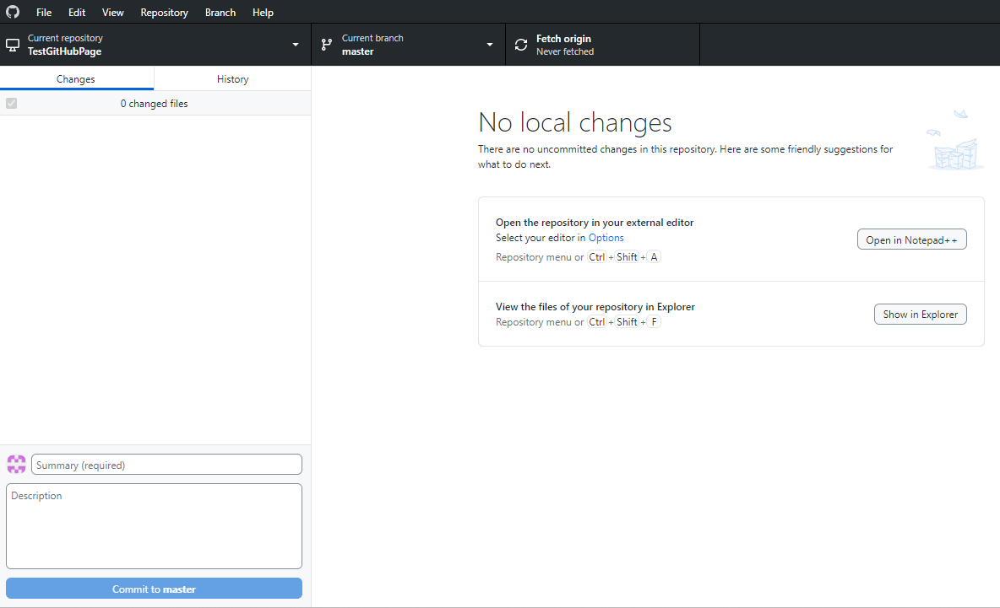 File Edit View Repository Branch Help
Current repository
TestGitHubPage
Current branch
master
Fetch origin
Never fetched
Changes
History
0 changed files
No local changes
There are no uncommitted changes in this repository. Here are some friendly suggestions for
what to do next.
Open the repository in your external editor
Select your editor in Options
Repository menu or Ctrl + Shift + A
Open in Notepad++
View the files of your repository in Explorer
Repository menu or Ctrl + Shift + F
Show in Explorer
Summary (required)
Description
Commit to master